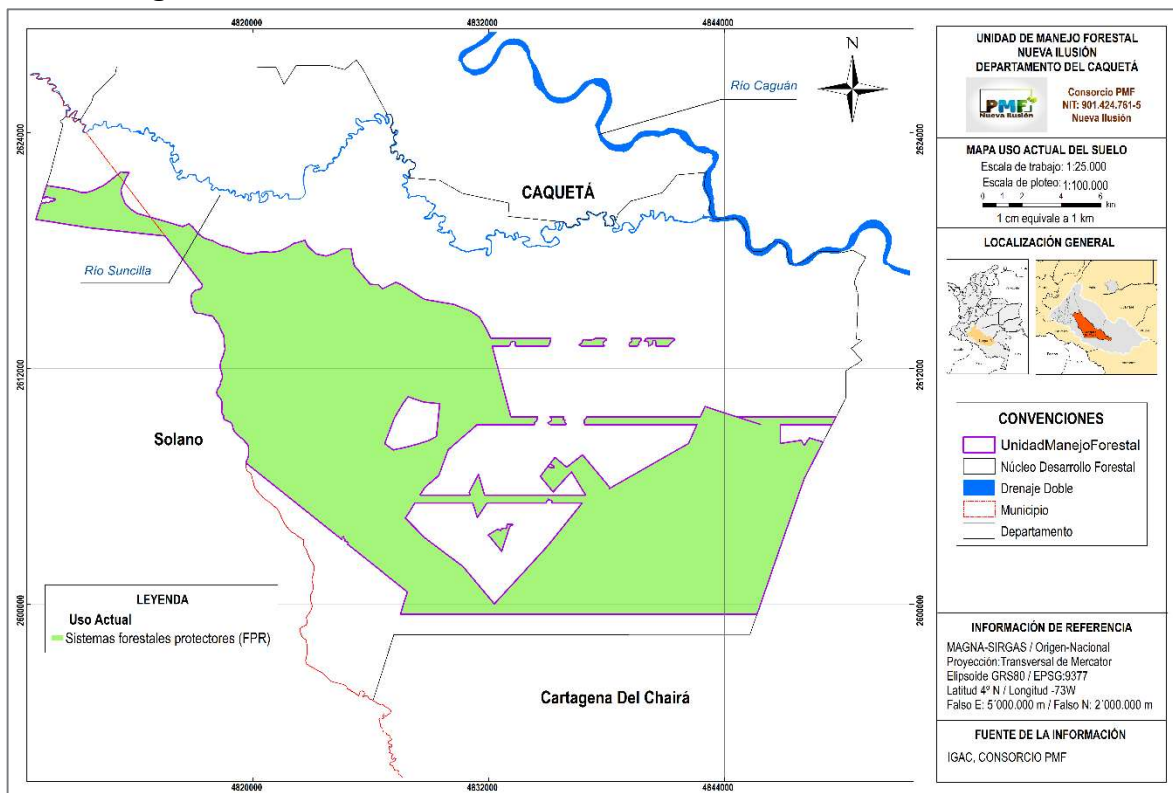 4820000
4832000
4844000
2624000
2612000
2600000
N
Río Caguán
CAQUETÁ
Río Suncilla
Solano
Cartagena Del Chairá
LEYENDA
Uso Actual
Sistemas forestales protectores (FPR)
2624000
2612000
2600000
4820000
4832000
4844000
UNIDAD DE MANEJO FORESTAL
NUEVA ILUSIÓN
DEPARTAMENTO DEL CAQUETÁ
PMF
Nueva Ilusión
Consorcio PMF
NIT: 901.424.761-5
Nueva Ilusión
MAPA USO ACTUAL DEL SUELO
Escala de trabajo: 1:25.000
Escala de ploteo: 1:100.000
0 1 2 4 6 km
1 cm equivale a 1 km
LOCALIZACIÓN GENERAL
CONVENCIONES
UnidadManejoForestal
Núcleo Desarrollo Forestal
Drenaje Doble
Municipio
Departamento
INFORMACIÓN DE REFERENCIA
MAGNA-SIRGAS / Origen-Nacional
Proyección:Transversal de Mercator
Elipsoide GRS80 / EPSG:9377
Latitud 4º N / Longitud -73W
Falso E: 5´000.000 m / Falso N: 2´000.000 m
FUENTE DE LA INFORMACIÓN
IGAC, CONSORCIO PMF